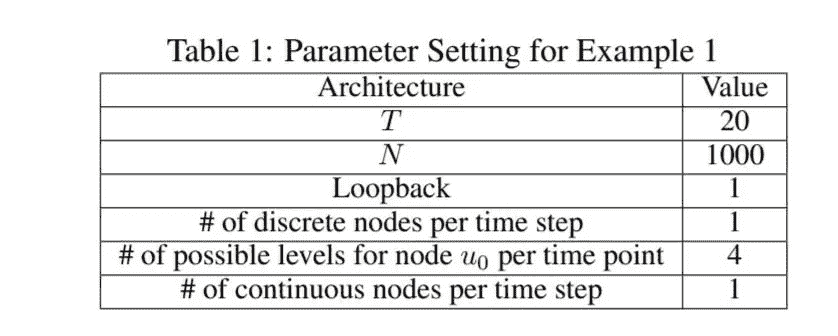 Table 1: Parameter Setting for Example 1
Architecture Value
T 20
N 1000
Loopback 1
# of discrete nodes per time step 1
# of possible levels for node u0 per time point 4
# of continuous nodes per time step 1